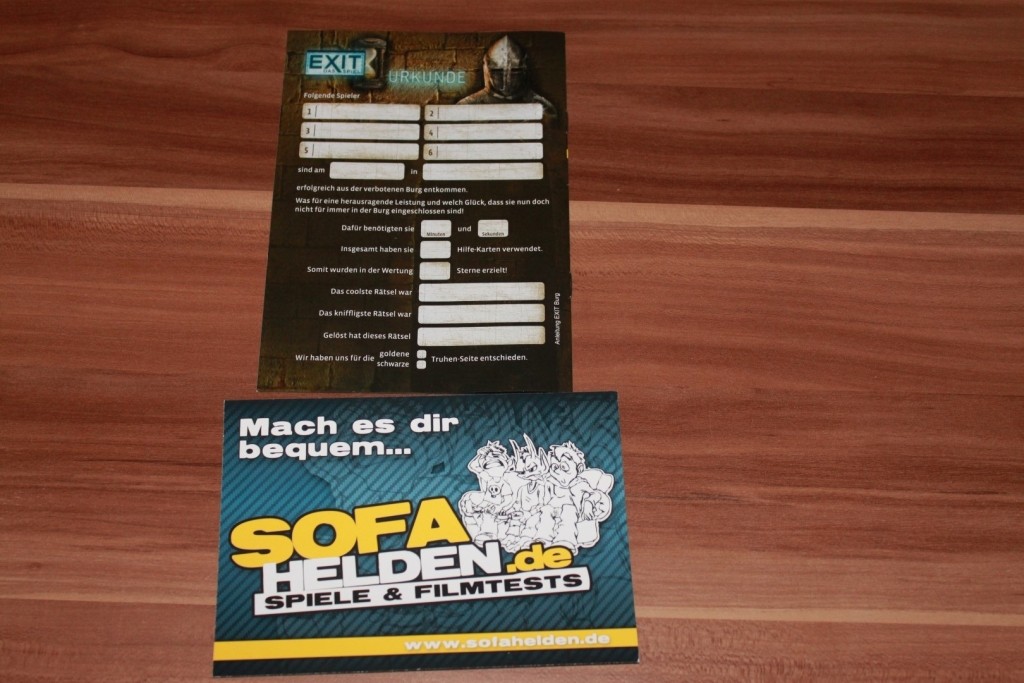 EXIT
DAS SPIEL
URKUNDE
Folgende Spieler
1 2
3 4
5 6
sind am in
erfolgreich aus der verbotenen Burg entkommen.
Was für eine herausragende Leistung und welch Glück, dass sie nun doch
nicht für immer in der Burg eingeschlossen sind!
Dafür benötigten sie Minuten und Sekunden
Insgesamt haben sie Hilfe-Karten verwendet.
Somit wurden in der Wertung Sterne erzielt!
Das coolste Rätsel war
Das kniffligste Rätsel war
Gelöst hat dieses Rätsel
Wir haben uns für die goldene
schwarze Truhen-Seite entschieden.
Anleitung EXIT Burg
Mach es dir
bequem...
SOFA
HELDEN.de
SPIELE & FILMTESTS
www.sofahelden.de